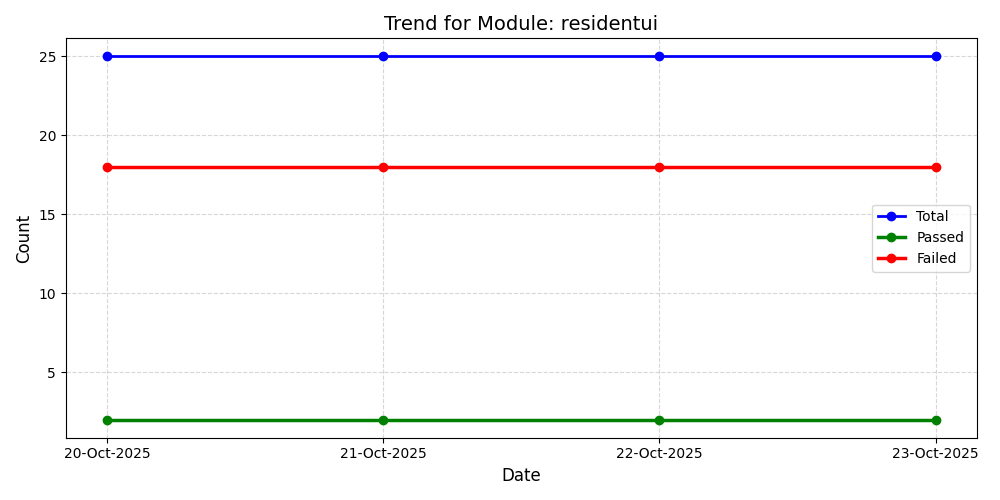 Trend for Module: residentui
25
20
15
10
5
Count
Total
Passed
Failed
20-Oct-2025
21-Oct-2025
22-Oct-2025
23-Oct-2025
Date